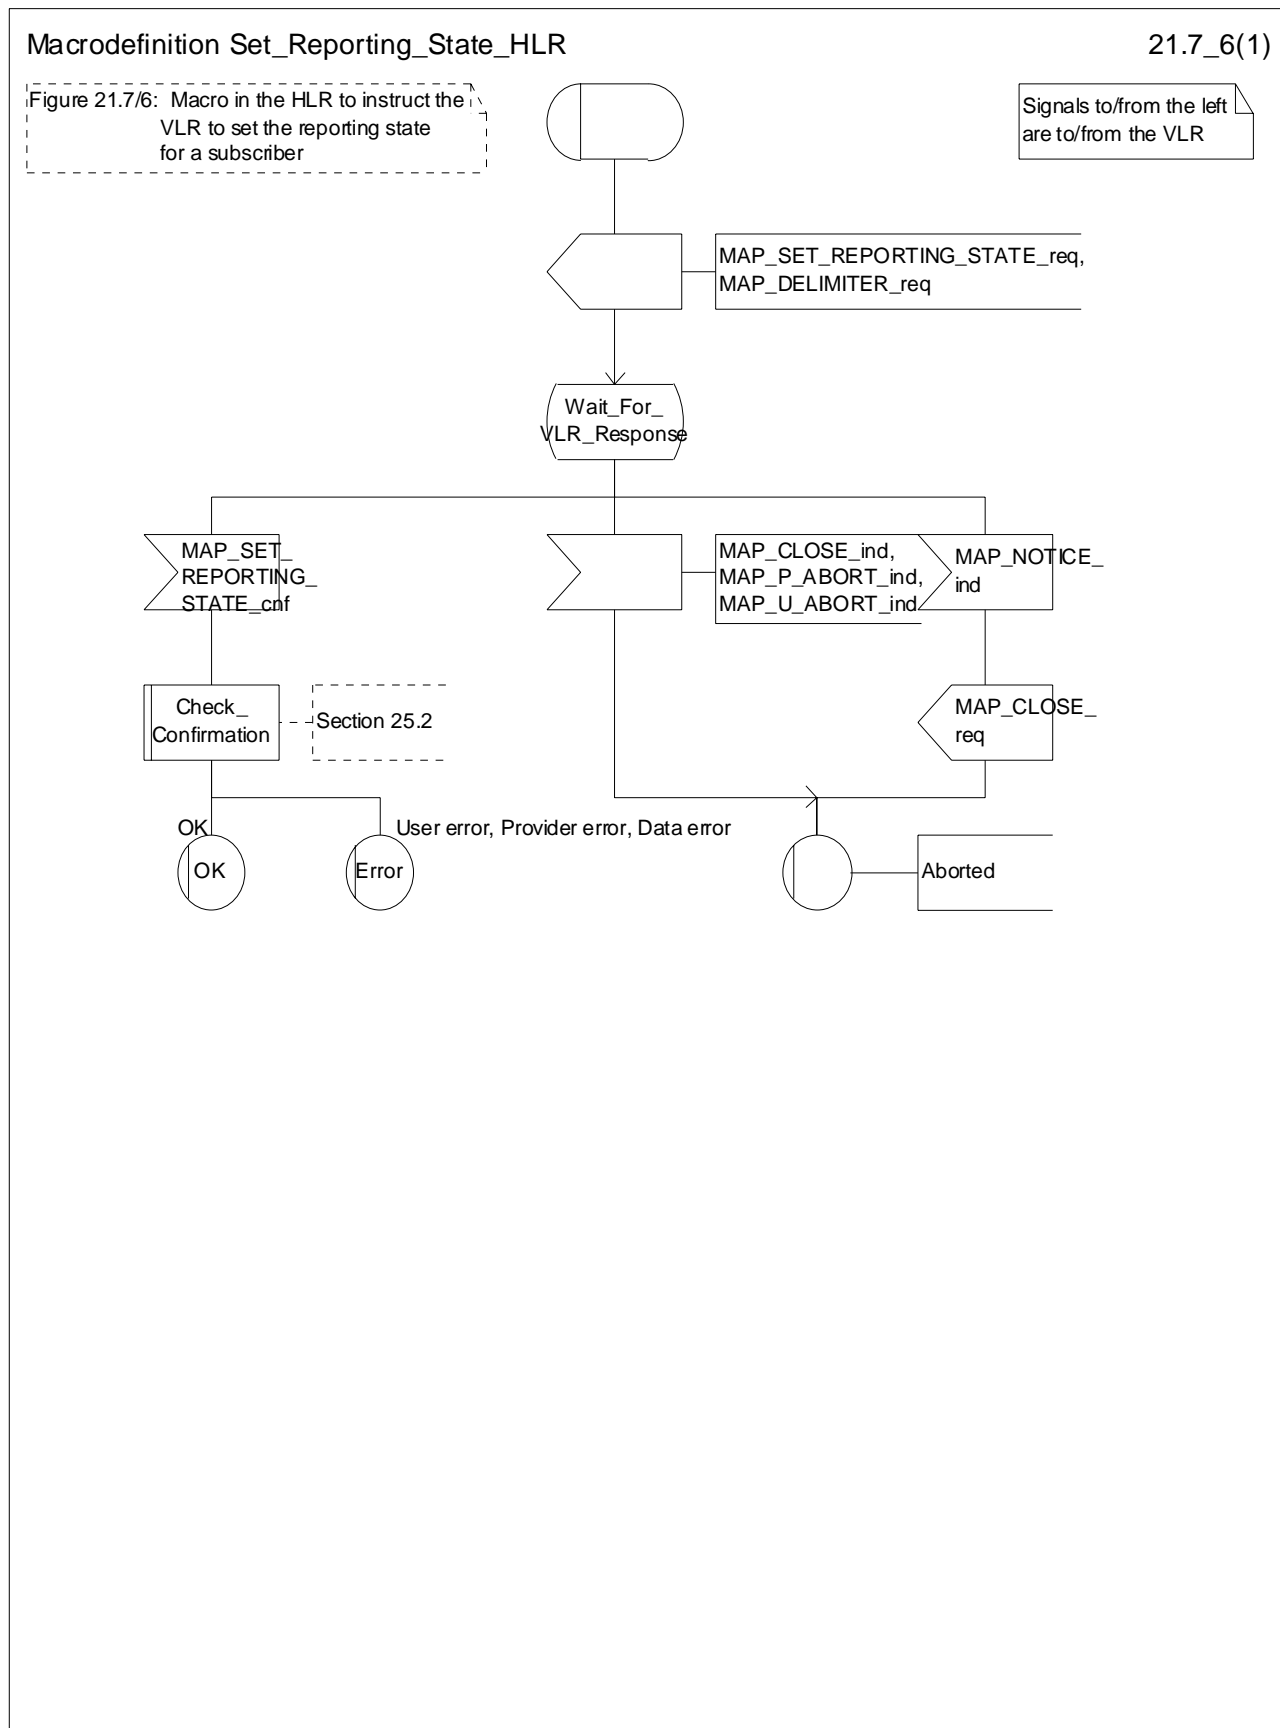 Macrodefinition Set_Reporting_State_HLR
21.7_6(1)
Figure 21.7/6: Macro in the HLR to instruct the
VLR to set the reporting state
for a subscriber
Signals to/from the left
are to/from the VLR
MAP_SET_REPORTING_STATE_req,
MAP_DELIMITER_req
Wait_For_
VLR_Response
MAP_SET_
REPORTING_
STATE_cnf
MAP_CLOSE_ind,
MAP_P_ABORT_ind,
MAP_U_ABORT_ind
MAP_NOTICE_
ind
Check_
Confirmation
Section 25.2
MAP_CLOSE_
req
OK
User error, Provider error, Data error
OK
Error
Aborted